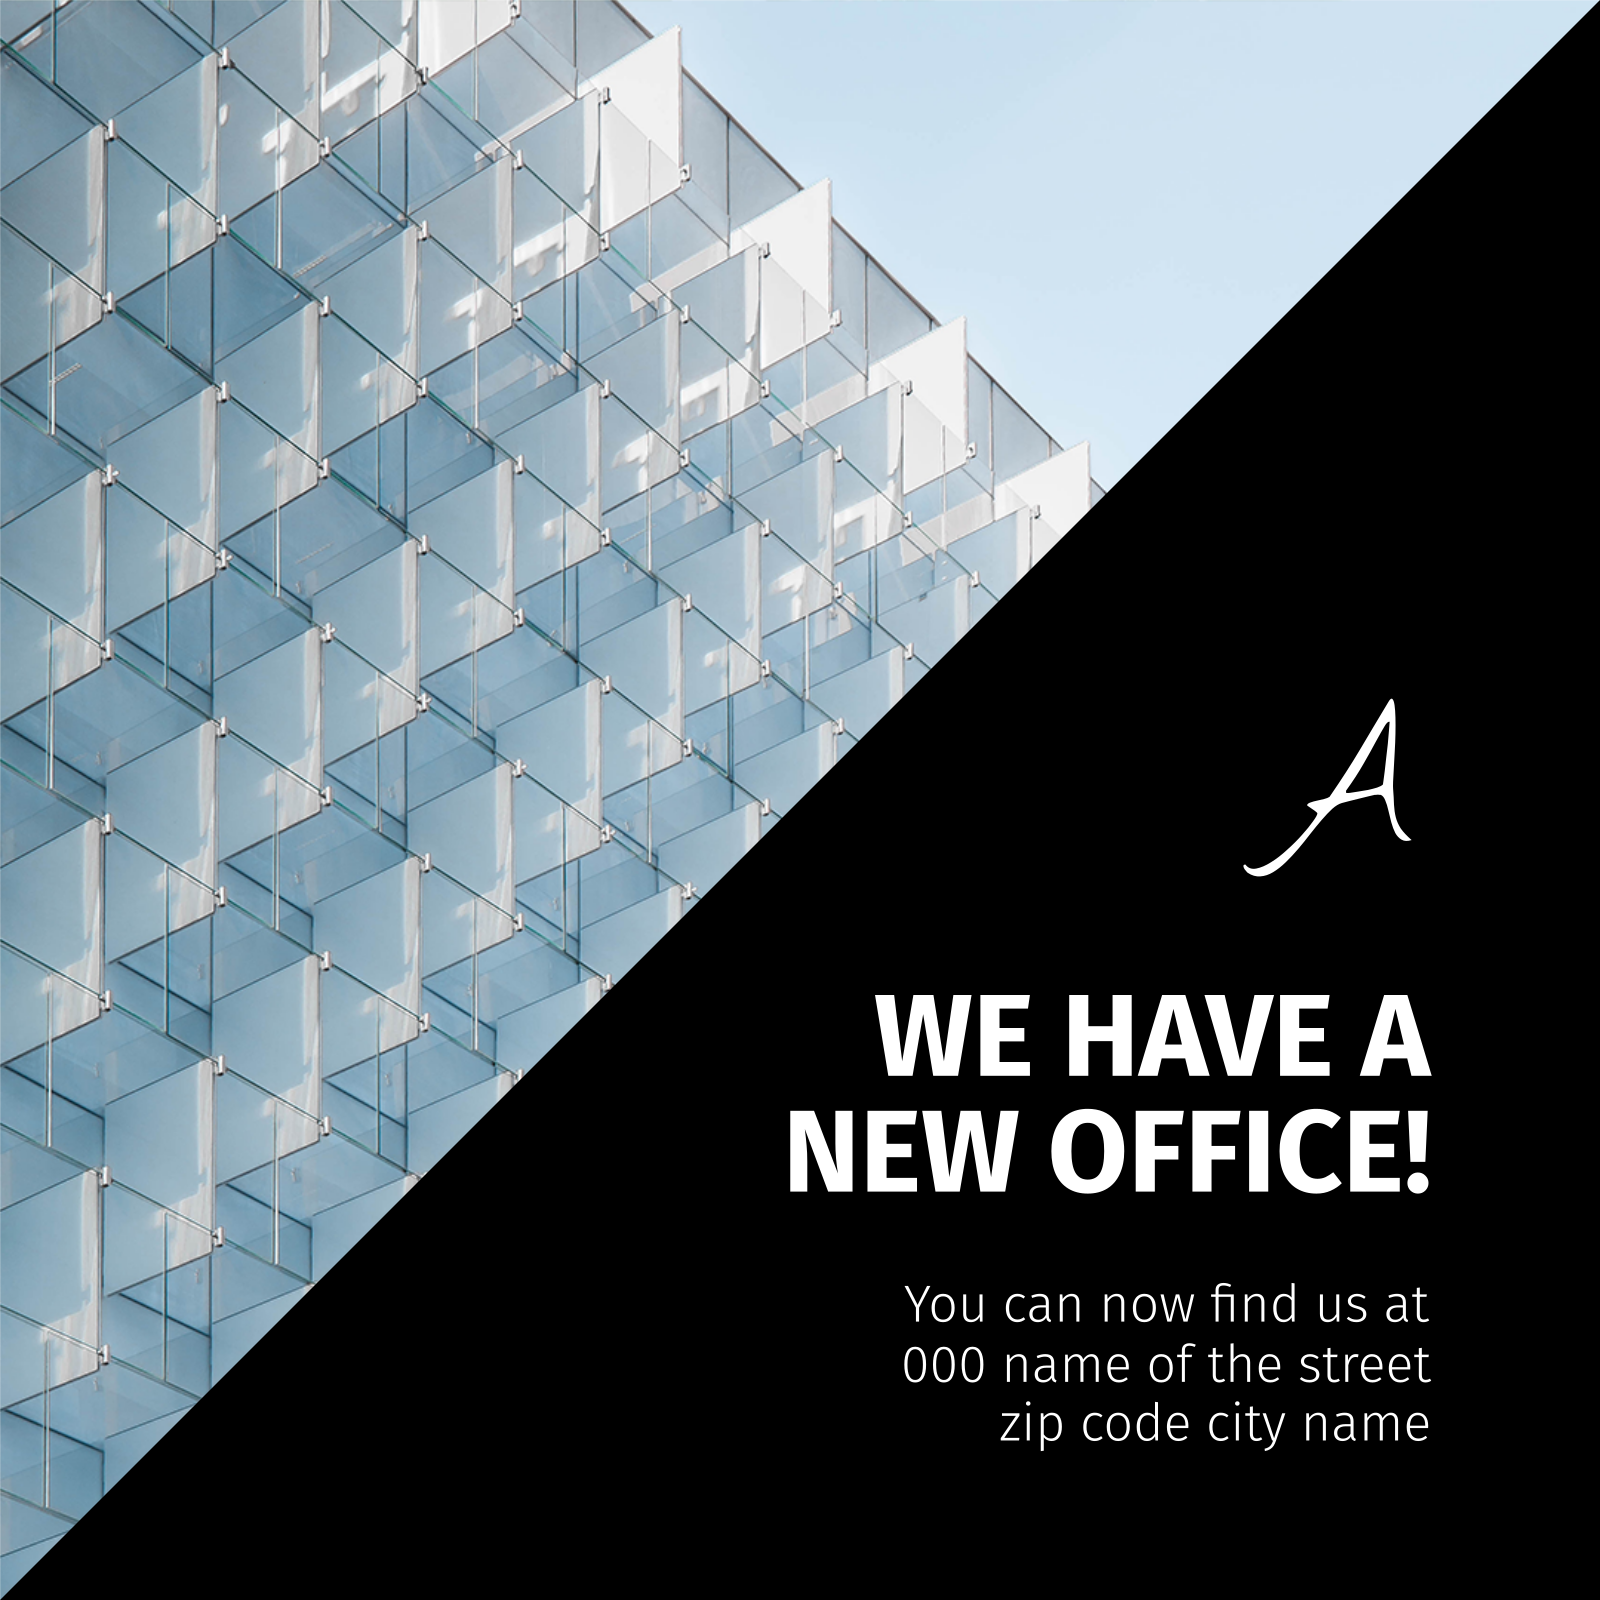 A
WE HAVE A
NEW OFFICE!
You can now find us at
000 name of the street
zip code city name